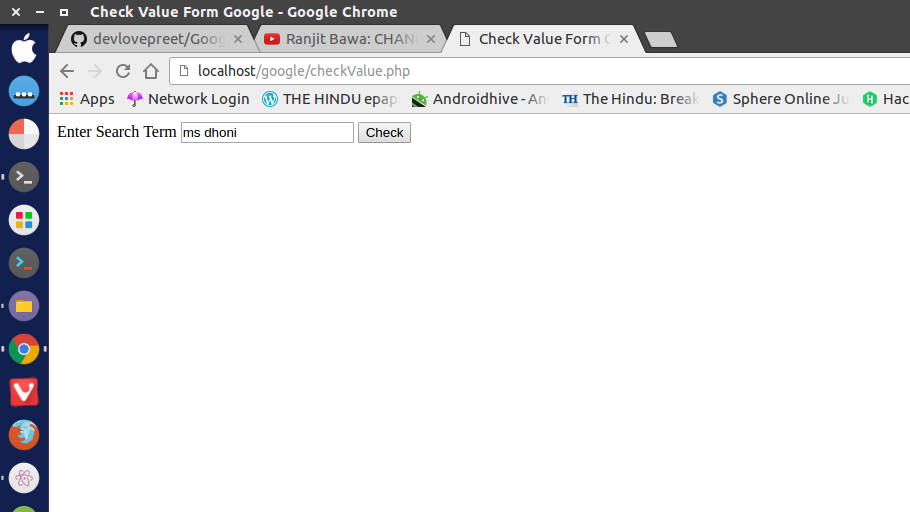 Check Value Form Google - Google Chrome
devlovepreet/Goog
Ranjit Bawa: CHAN
Check Value Form G
localhost/google/checkValue.php
Apps
Network Login
THE HINDU epap
Androidhive - An
TH
The Hindu: Break
S
Sphere Online Ju
H
Hac
Enter Search Term
ms dhoni
Check